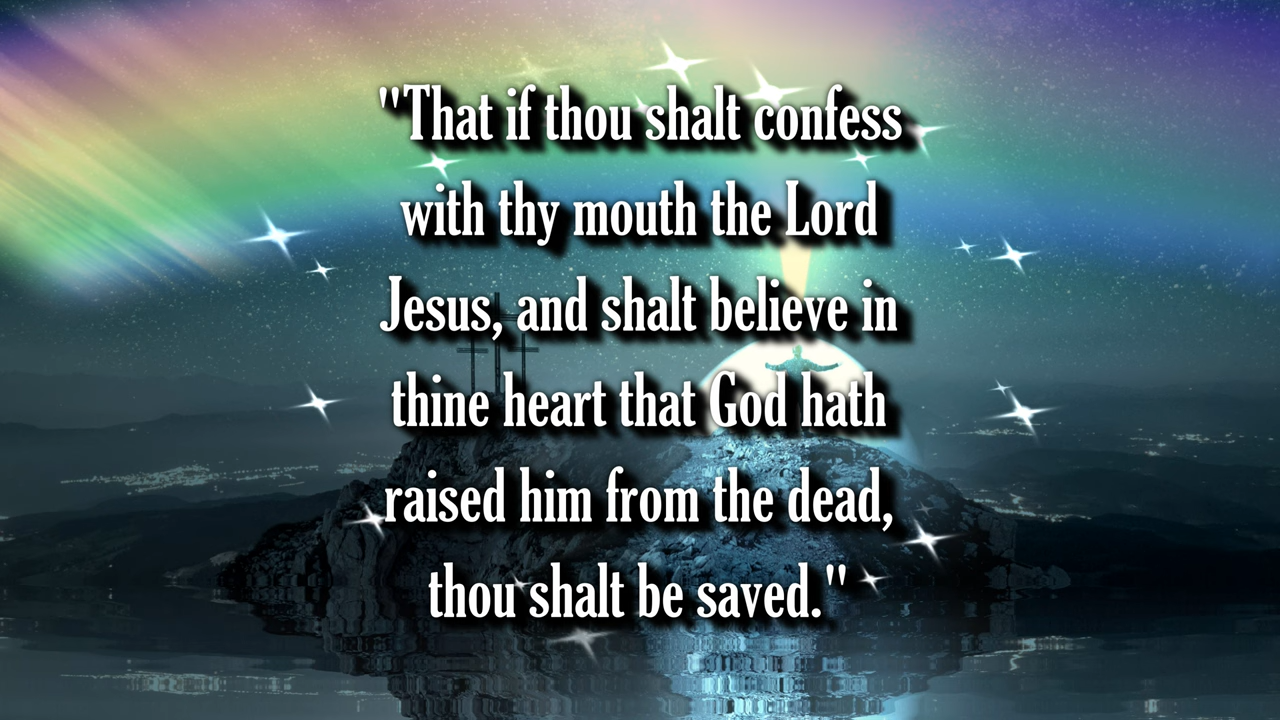 "That if thou shalt confess
with thy mouth the Lord
Jesus, and shalt believe in
thine heart that God hath
raised him from the dead,
thou shalt be saved."